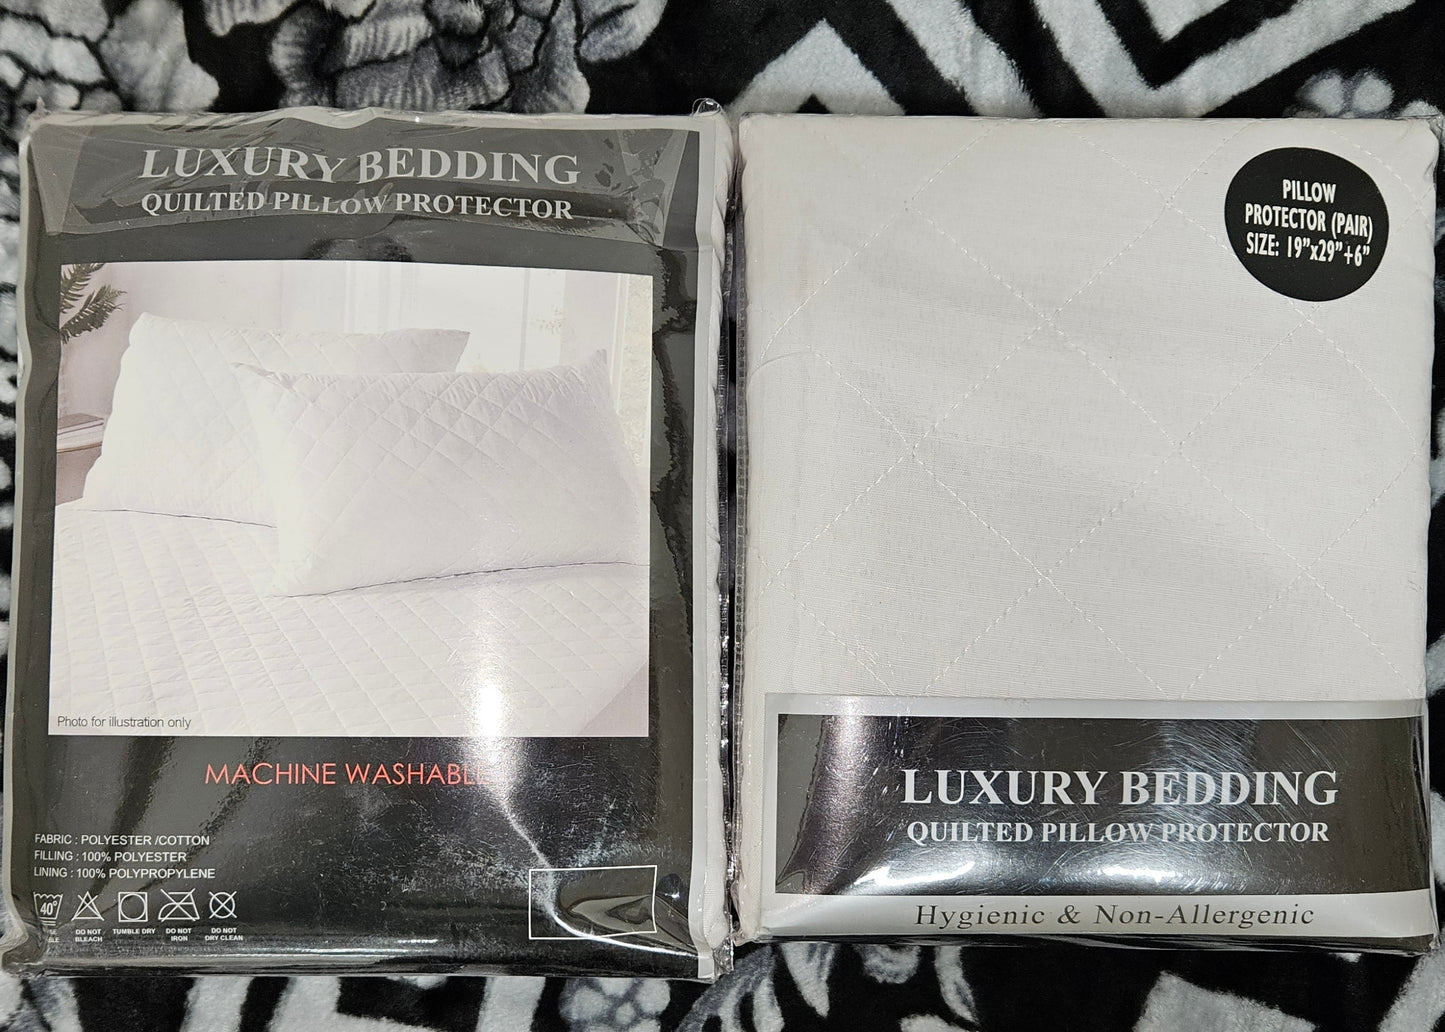 LUXURY BEDDING
QUILTED PILLOW PROTECTOR
Photo for illustration only
MACHINE WASHABLE
FABRIC : POLYESTER /COTTON
FILLING : 100% POLYESTER
LINING : 100% POLYPROPYLENE
40°
DO NOT
BLEACH
TUMBLE DRY
DO NOT
IRON
DO NOT
DRY CLEAN
PILLOW
PROTECTOR (PAIR)
SIZE: 19”x29”+6”
LUXURY BEDDING
QUILTED PILLOW PROTECTOR
Hygienic & Non-Allergenic